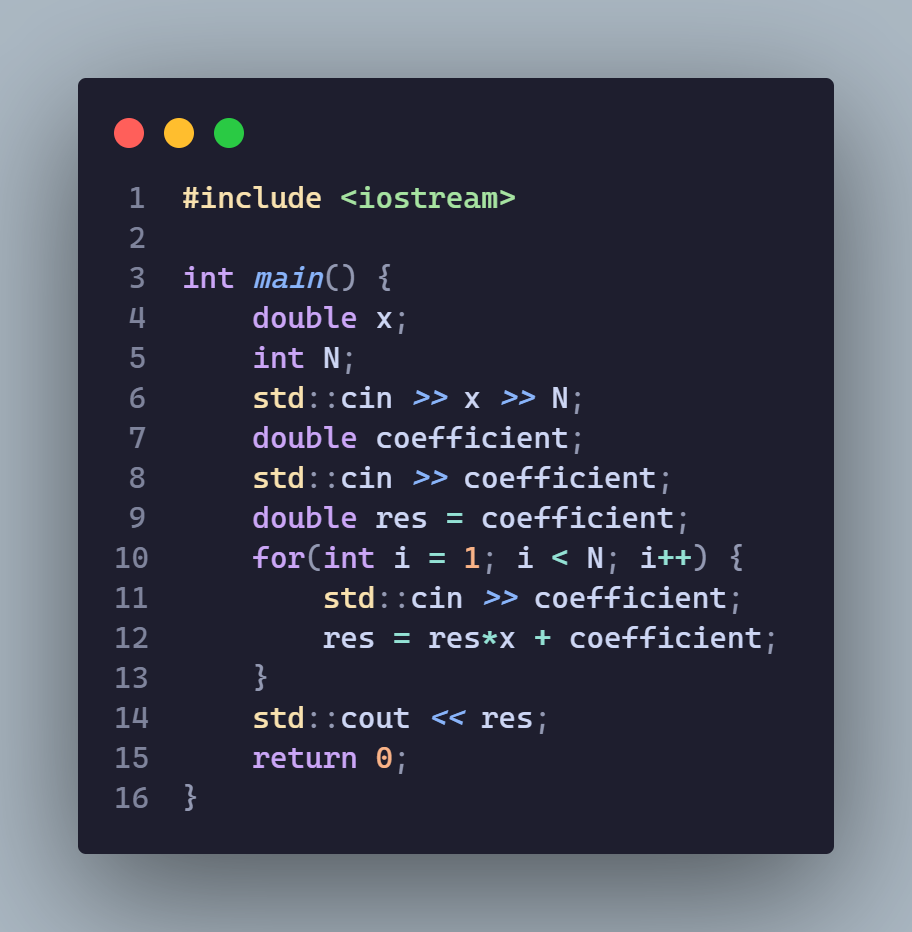 1 #include <iostream>
2
3 int main() {
4     double x;
5     int N;
6     std::cin >> x >> N;
7     double coefficient;
8     std::cin >> coefficient;
9     double res = coefficient;
10     for(int i = 1; i < N; i++) {
11         std::cin >> coefficient;
12         res = res*x + coefficient;
13     }
14     std::cout << res;
15     return 0;
16 }